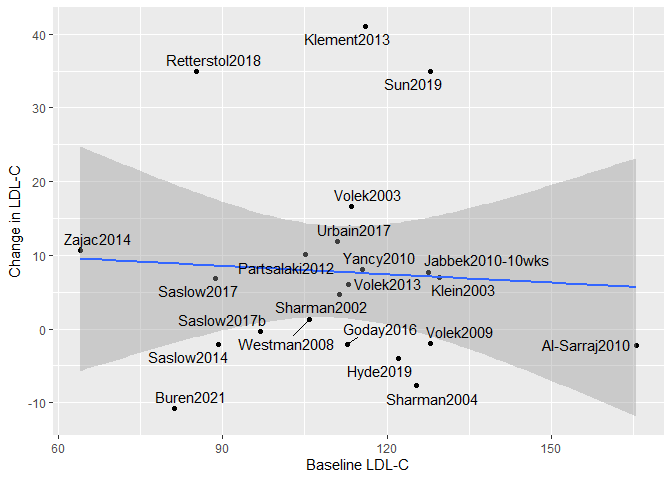 40
30
20
10
0
-10
60
90
120
150
Change in LDL-C
Baseline LDL-C
Klement2013
Retterstol2018
Sun2019
Volek2003
Urbain2017
Zajac2014
Yancy2010
Jabbek2010-10wks
Partsalaki2012
Saslow2017
Volek2013
Klein2003
Sharman2002
Saslow2017b
Goday2016
Volek2009
Westman2008
Al-Sarraj2010
Saslow2014
Hyde2019
Buren2021
Sharman2004